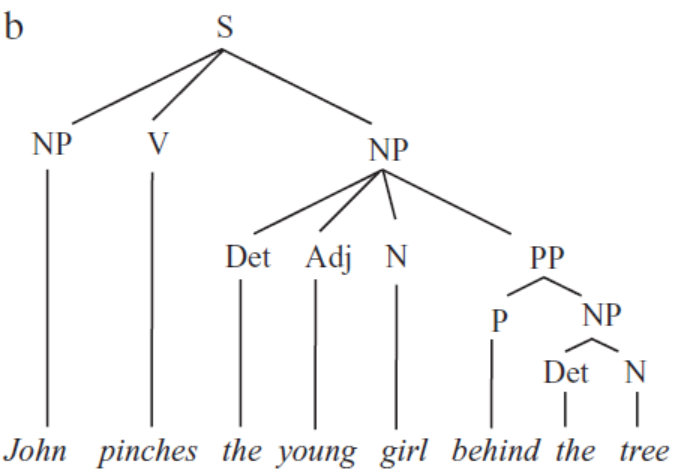 b
S
NP V NP
Det Adj N PP
P NP
Det N
John pinches the young girl behind the tree